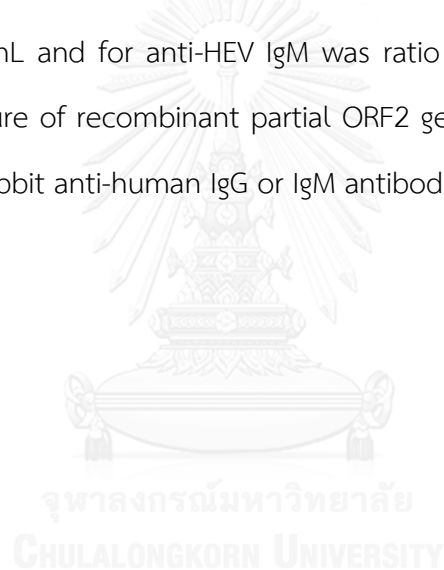 nL and for anti-HEV IgM was ratio
ure of recombinant partial ORF2 ge
bbit anti-human IgG or IgM antibod
จุฬาลงกรณ์มหาวิทยาลัย
CHULALONGKORN UNIVERSITY